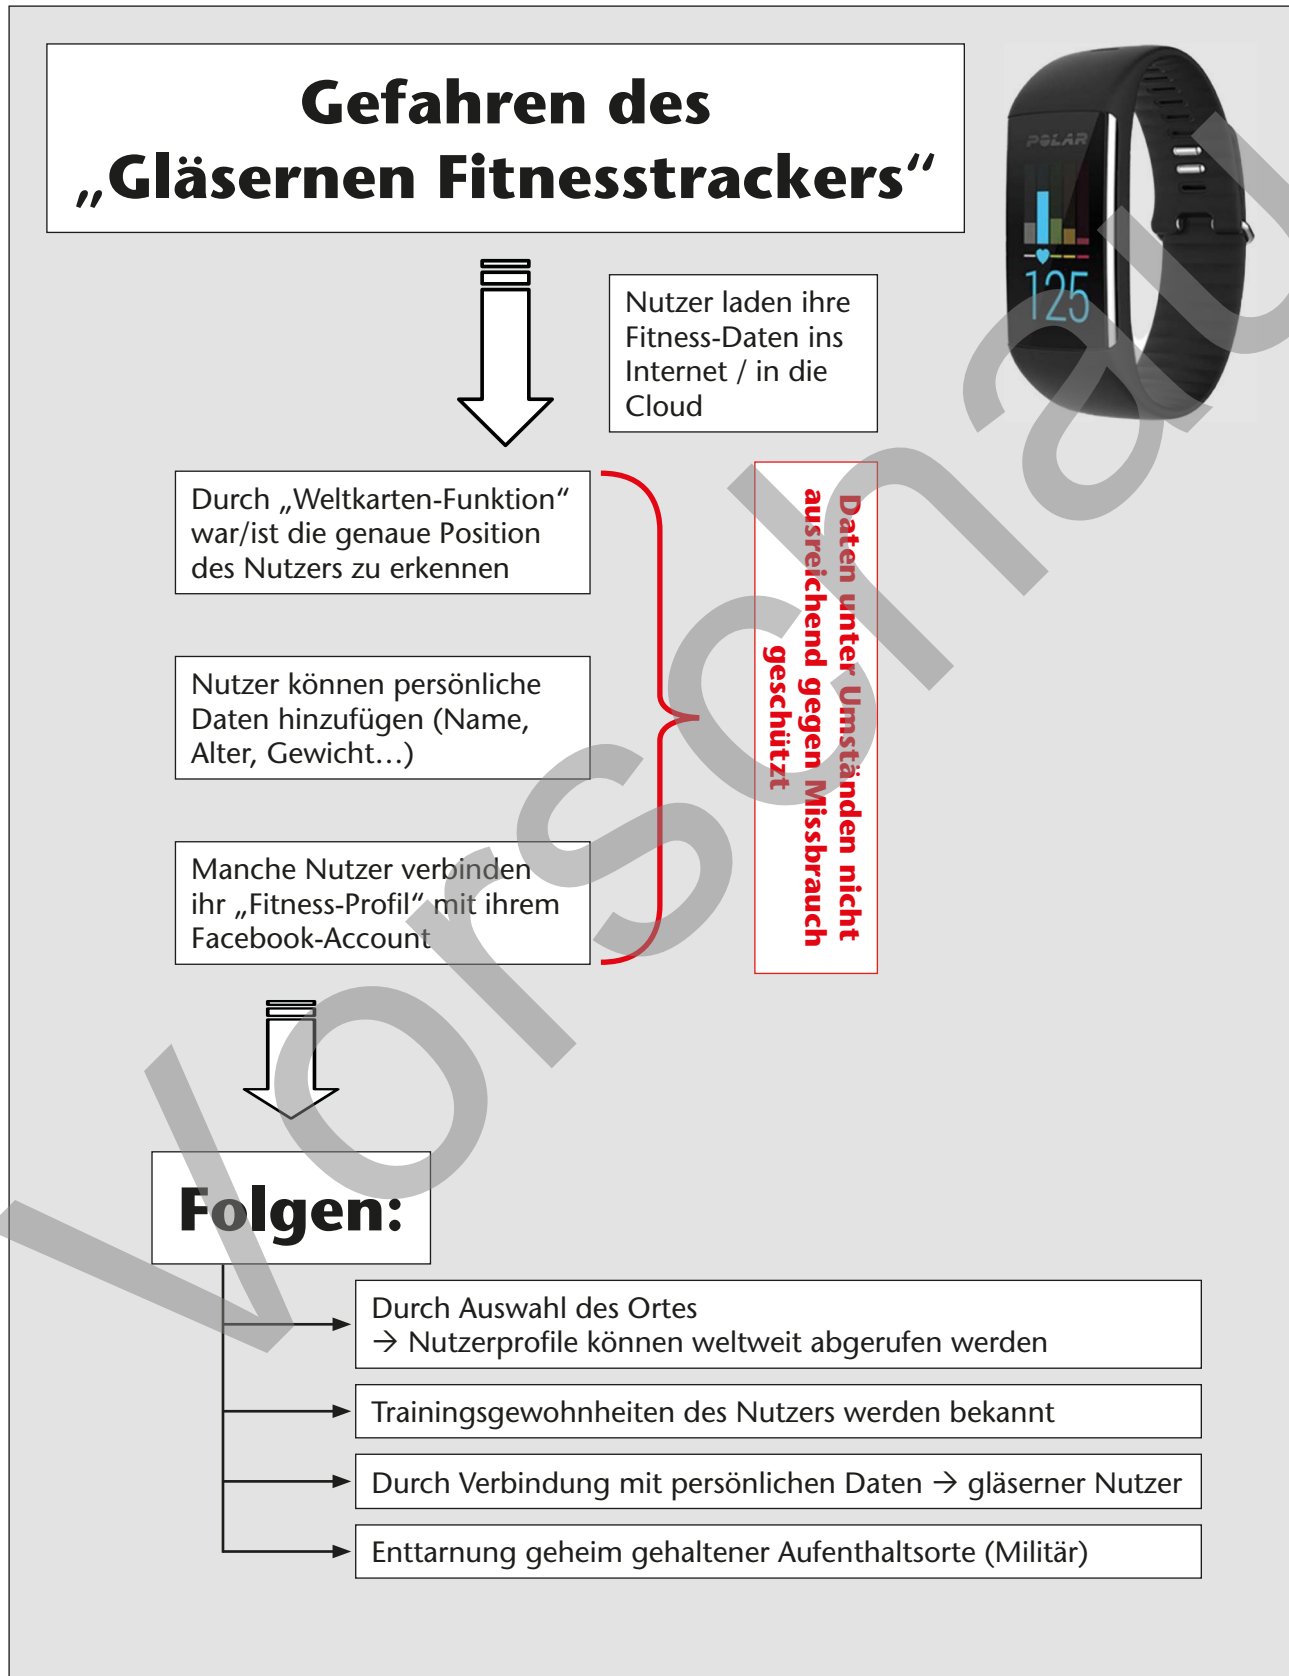 Gefahren des
„Gläsernen Fitnesstrackers“
POLAR
125
Nutzer laden ihre
Fitness-Daten ins
Internet / in die
Cloud
Durch „Weltkarten-Funktion“
war/ist die genaue Position
des Nutzers zu erkennen
Nutzer können persönliche
Daten hinzufügen (Name,
Alter, Gewicht…)
Manche Nutzer verbinden
ihr „Fitness-Profil“ mit ihrem
Facebook-Account
Daten unter Umständen nicht
ausreichend gegen Missbrauch
geschützt
Folgen:
Durch Auswahl des Ortes
→ Nutzerprofile können weltweit abgerufen werden
Trainingsgewohnheiten des Nutzers werden bekannt
Durch Verbindung mit persönlichen Daten → gläserner Nutzer
Enttarnung geheim gehaltener Aufenthaltsorte (Militär)
Vorschau